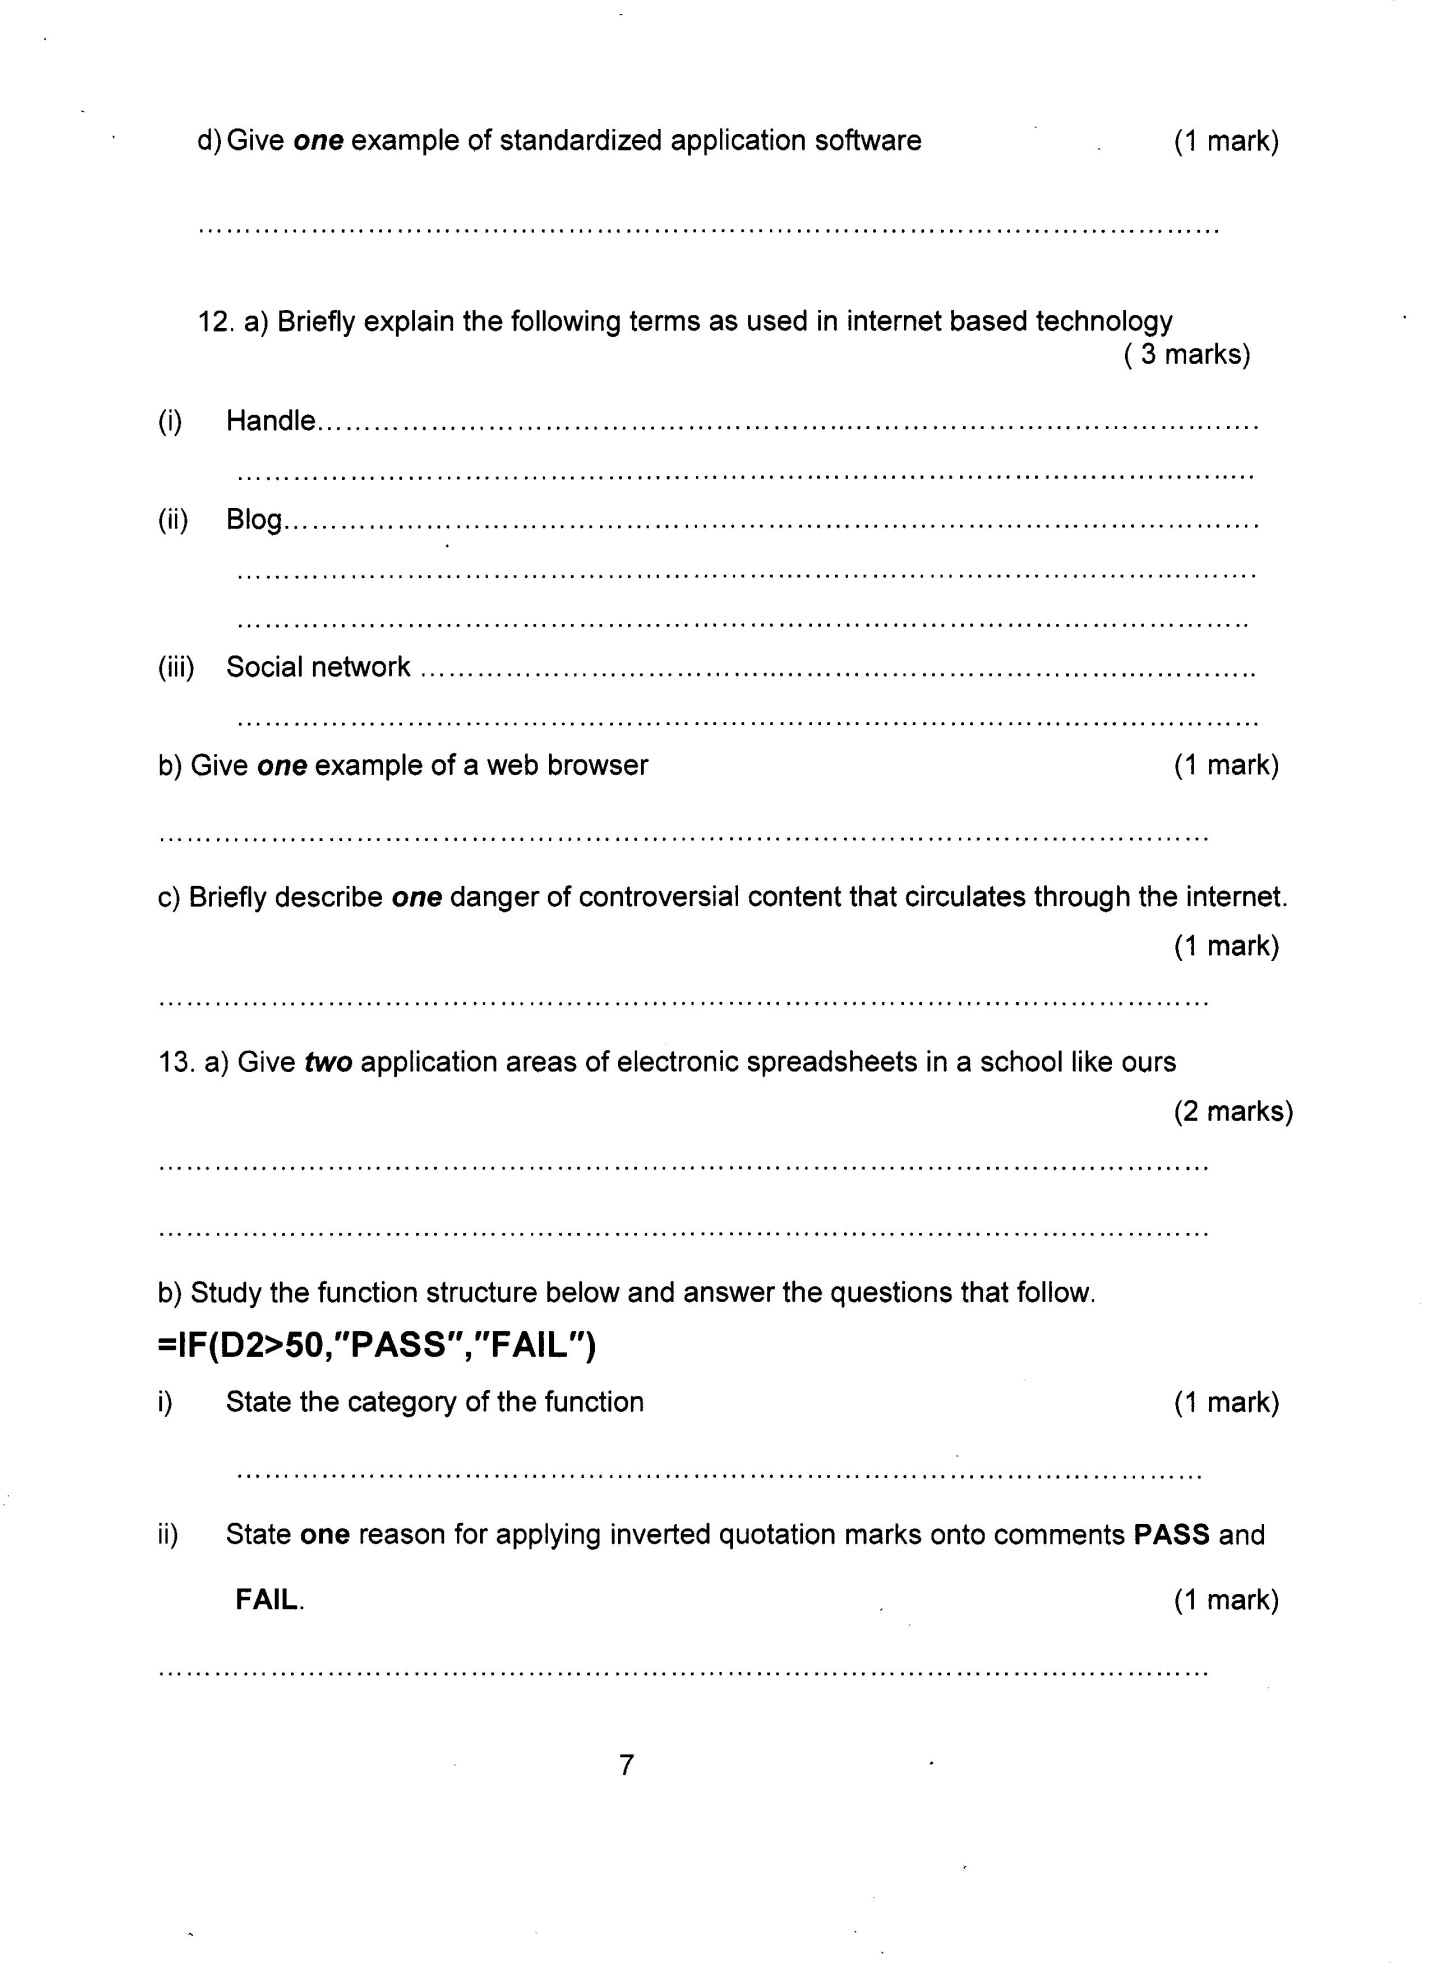 d) Give one example of standardized application software (1 mark)
................................................................................................................
12. a) Briefly explain the following terms as used in internet based technology
( 3 marks)
(i) Handle.......................................................................................................
................................................................................................................
(ii) Blog...........................................................................................................
................................................................................................................
................................................................................................................
(iii) Social network ............................................................................................
................................................................................................................
b) Give one example of a web browser (1 mark)
................................................................................................................
c) Briefly describe one danger of controversial content that circulates through the internet.
(1 mark)
................................................................................................................
13. a) Give two application areas of electronic spreadsheets in a school like ours
(2 marks)
................................................................................................................
................................................................................................................
b) Study the function structure below and answer the questions that follow.
=IF(D2>50,"PASS","FAIL")
i) State the category of the function (1 mark)
................................................................................................................
ii) State one reason for applying inverted quotation marks onto comments PASS and
FAIL. (1 mark)
................................................................................................................
7